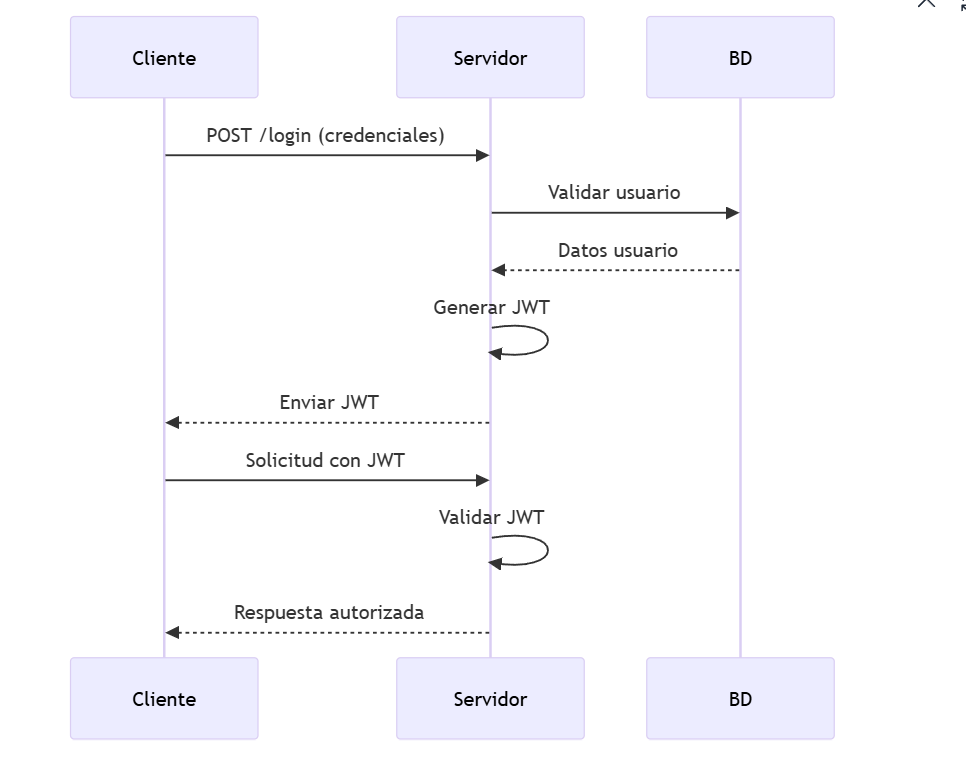 Cliente
Servidor
BD
POST /login (credenciales)
Validar usuario
Datos usuario
Generar JWT
Enviar JWT
Solicitud con JWT
Validar JWT
Respuesta autorizada
Cliente
Servidor
BD